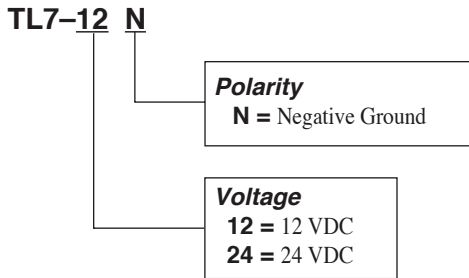 TL7–12 N
Polarity
N = Negative Ground
Voltage
12 = 12 VDC
24 = 24 VDC